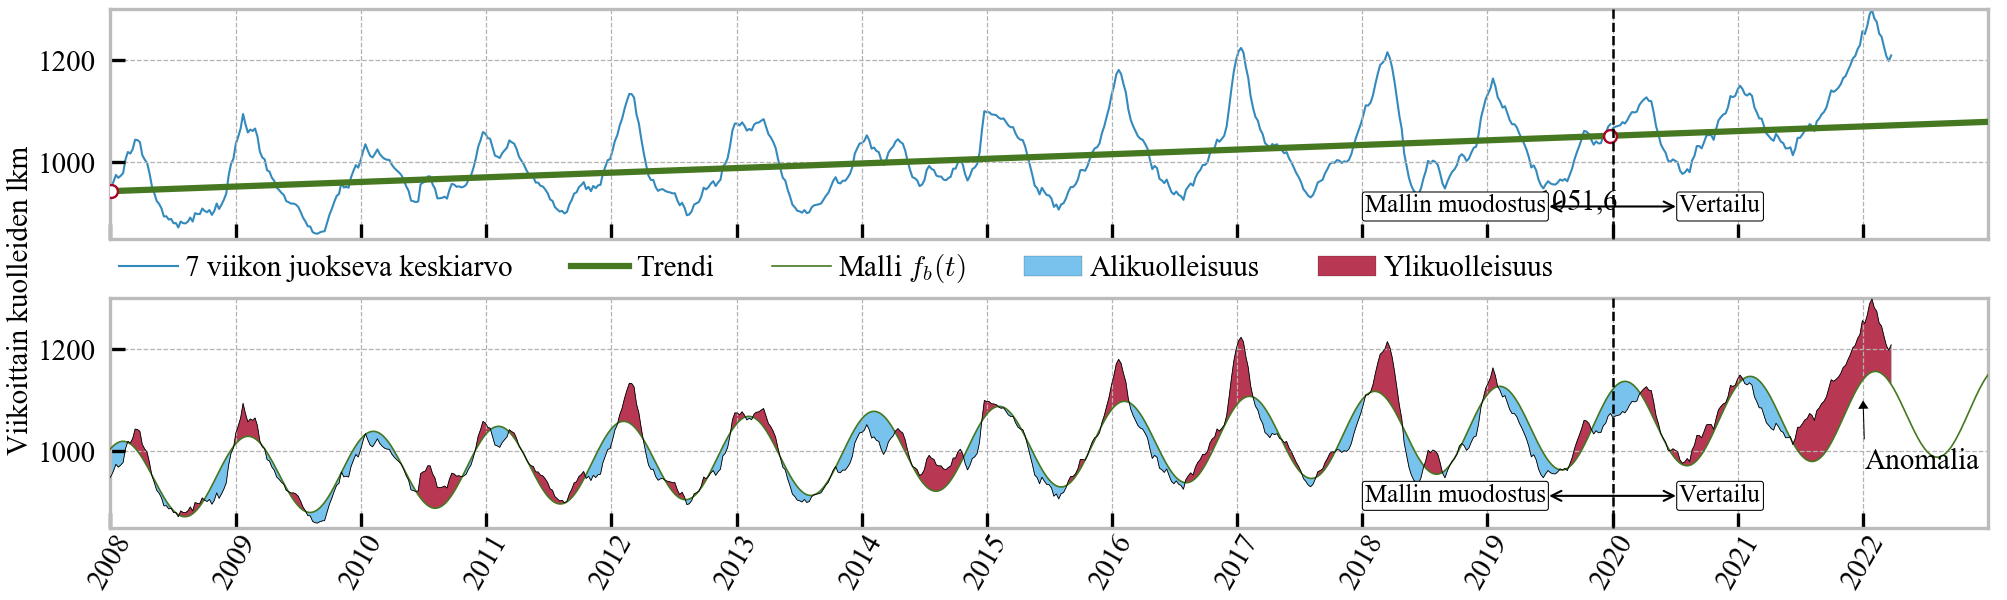 Viikoittain kuolleiden lkm
1200
1000
051,6
Mallin muodostus
Vertailu
7 viikon juokseva keskiarvo
Trendi
Malli f_b(t)
Alikuolleisuus
Ylikuolleisuus
1200
1000
Anomalia
Mallin muodostus
Vertailu
2008
2009
2010
2011
2012
2013
2014
2015
2016
2017
2018
2019
2020
2021
2022